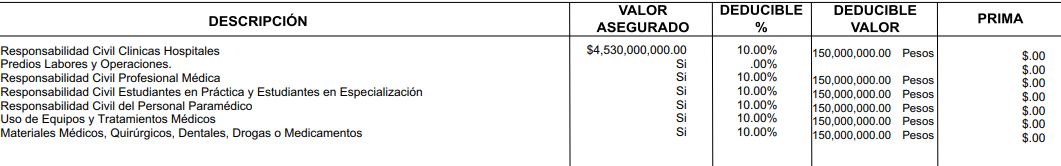 DESCRIPCIÓN VALOR ASEGURADO DEDUCIBLE % DEDUCIBLE VALOR PRIMA
Responsabilidad Civil Clinicas Hospitales $4,530,000,000.00 10.00% 150,000,000.00 Pesos $.00
Predios Labores y Operaciones. Si .00% $.00
Responsabilidad Civil Profesional Médica Si 10.00% 150,000,000.00 Pesos $.00
Responsabilidad Civil Estudiantes en Práctica y Estudiantes en Especialización Si 10.00% 150,000,000.00 Pesos $.00
Responsabilidad Civil del Personal Paramédico Si 10.00% 150,000,000.00 Pesos $.00
Uso de Equipos y Tratamientos Médicos Si 10.00% 150,000,000.00 Pesos $.00
Materiales Médicos, Quirúrgicos, Dentales, Drogas o Medicamentos Si 10.00% 150,000,000.00 Pesos $.00